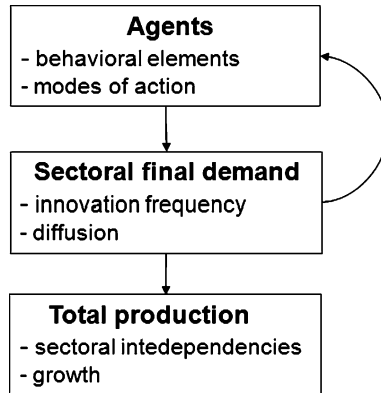 Agents
- behavioral elements
- modes of action
Sectoral final demand
- innovation frequency
- diffusion
Total production
- sectoral intedependencies
- growth